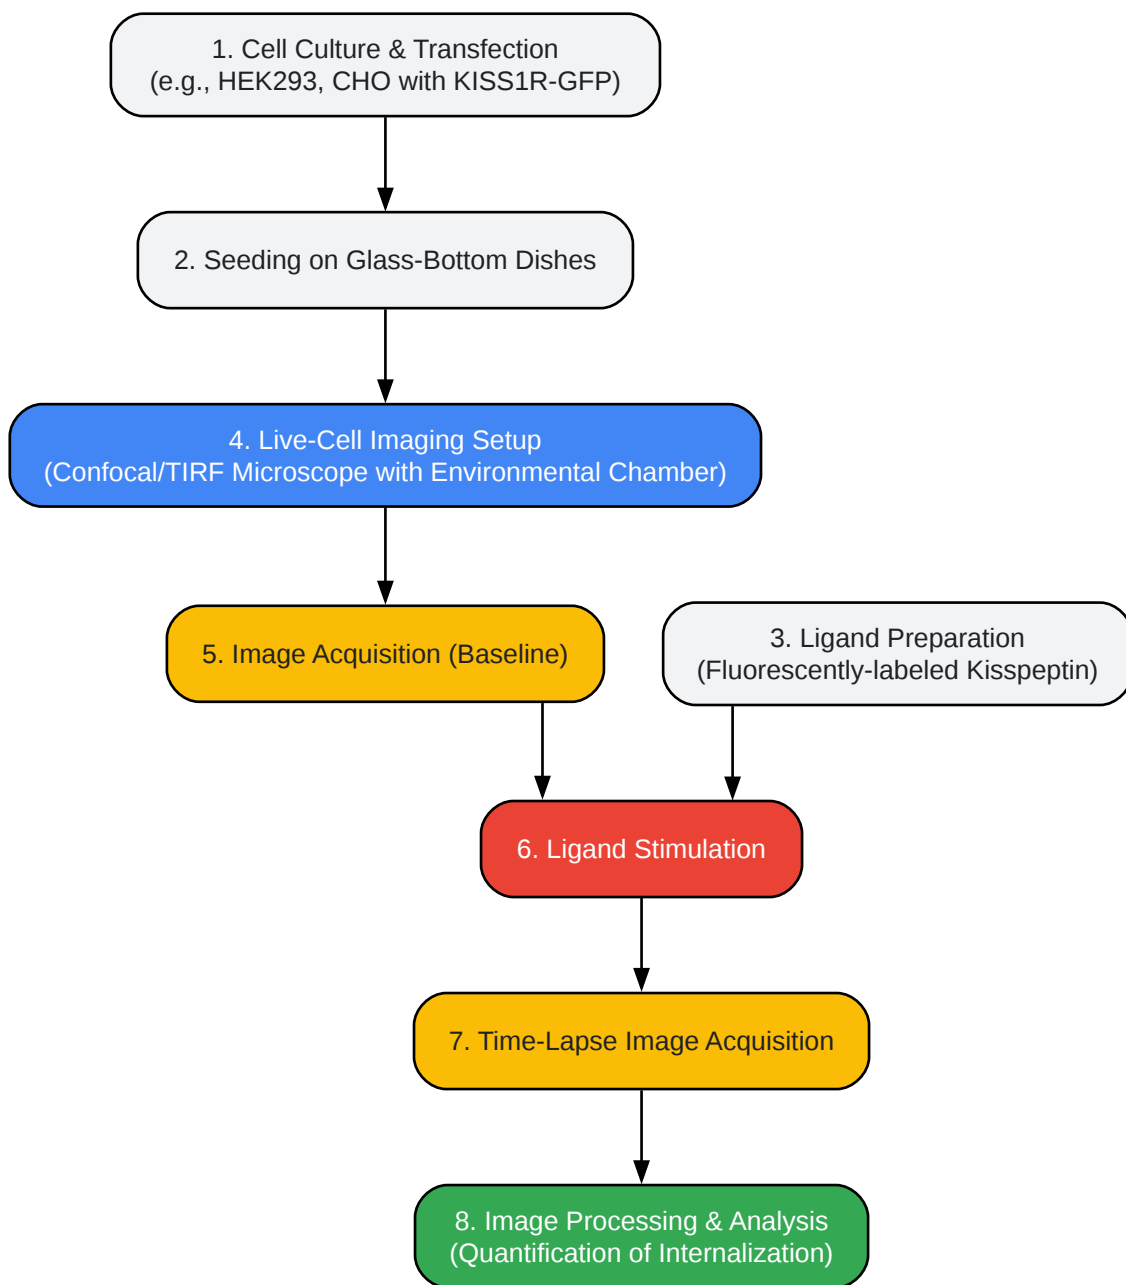 1. Cell Culture & Transfection
(e.g., HEK293, CHO with KISS1R-GFP)
2. Seeding on Glass-Bottom Dishes
4. Live-Cell Imaging Setup
(Confocal/TIRF Microscope with Environmental Chamber)
5. Image Acquisition (Baseline)
3. Ligand Preparation
(Fluorescently-labeled Kisspeptin)
6. Ligand Stimulation
7. Time-Lapse Image Acquisition
8. Image Processing & Analysis
(Quantification of Internalization)